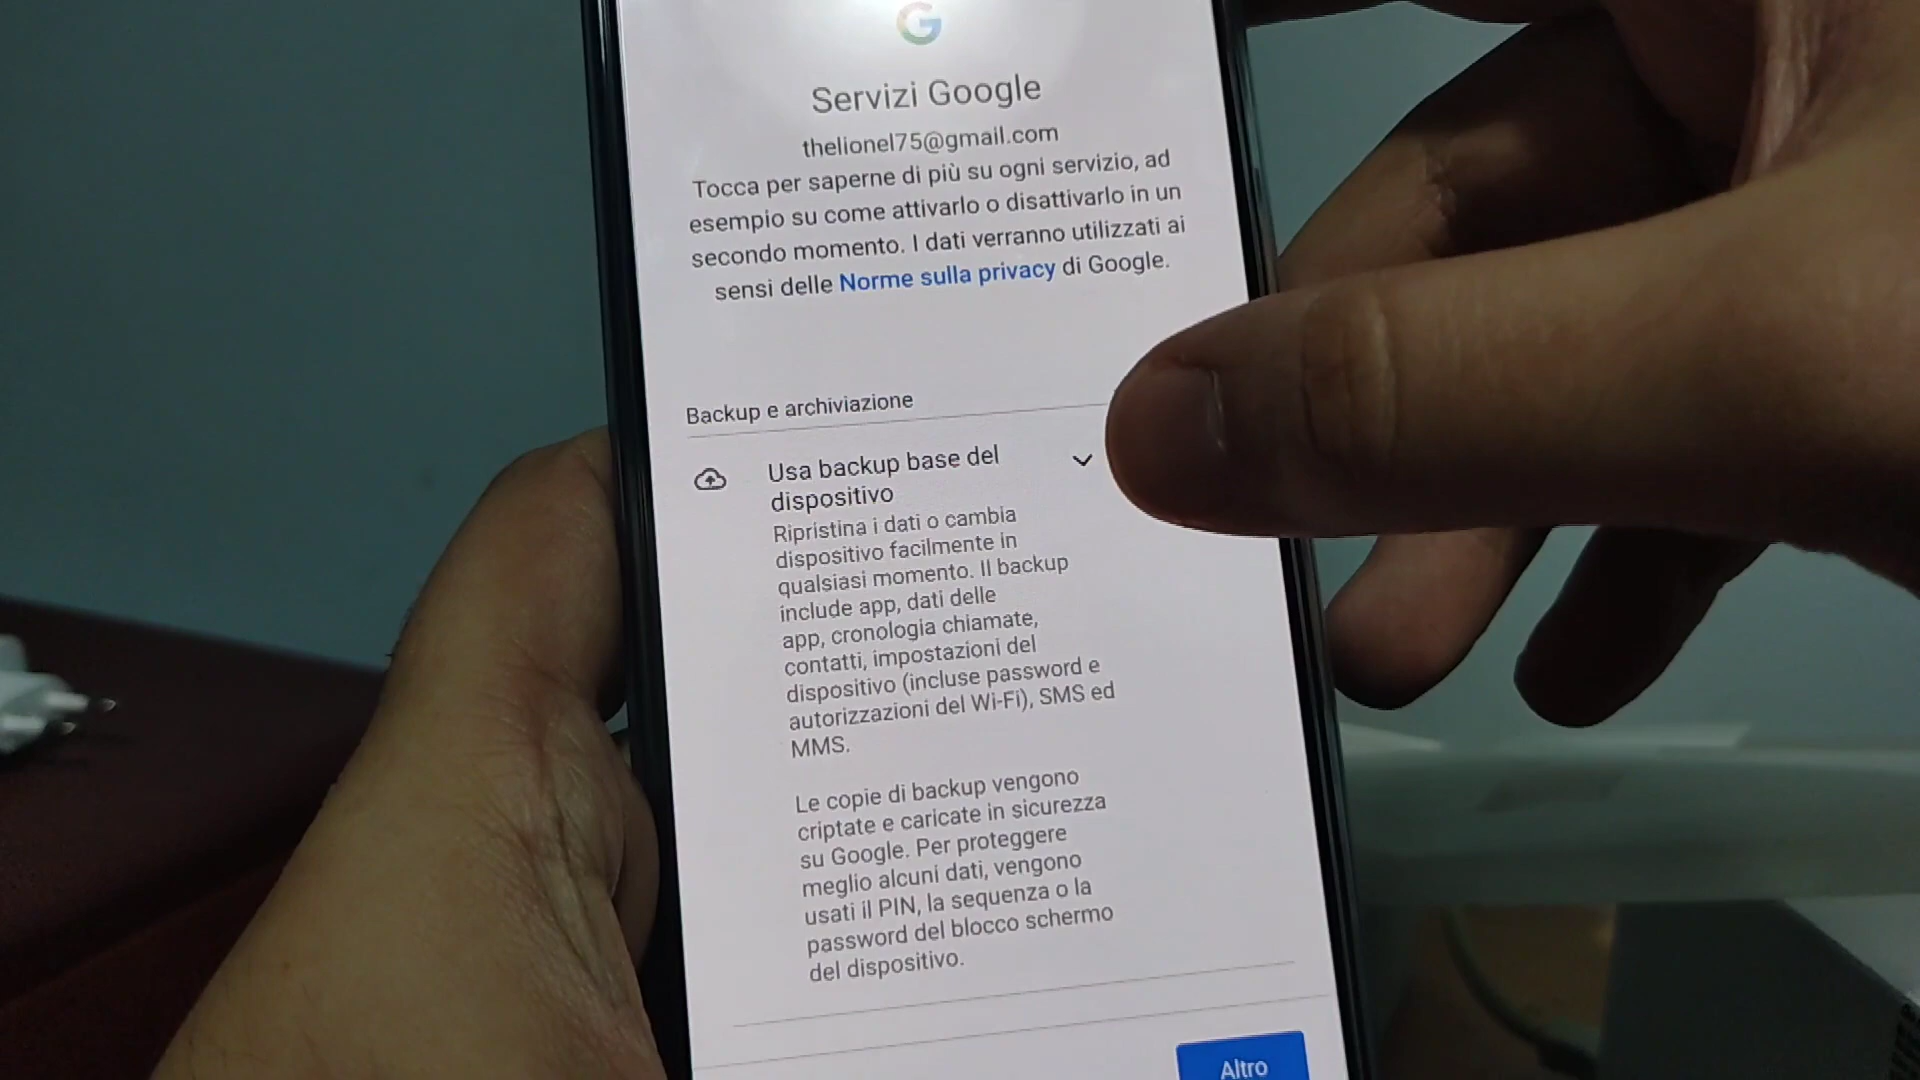 G
Servizi Google
thelionel75@gmail.com
Tocca per saperne di più su ogni servizio, ad
esempio su come attivarlo o disattivarlo in un
secondo momento. I dati verranno utilizzati ai
sensi delle Norme sulla privacy di Google.
Backup e archiviazione
Usa backup base del
dispositivo
Ripristina i dati o cambia
dispositivo facilmente in
qualsiasi momento. Il backup
include app, dati delle
app, cronologia chiamate,
contatti, impostazioni del
dispositivo (incluse password e
autorizzazioni del Wi-Fi), SMS ed
MMS.
Le copie di backup vengono
criptate e caricate in sicurezza
su Google. Per proteggere
meglio alcuni dati, vengono
usati il PIN, la sequenza o la
password del blocco schermo
del dispositivo.
Altro